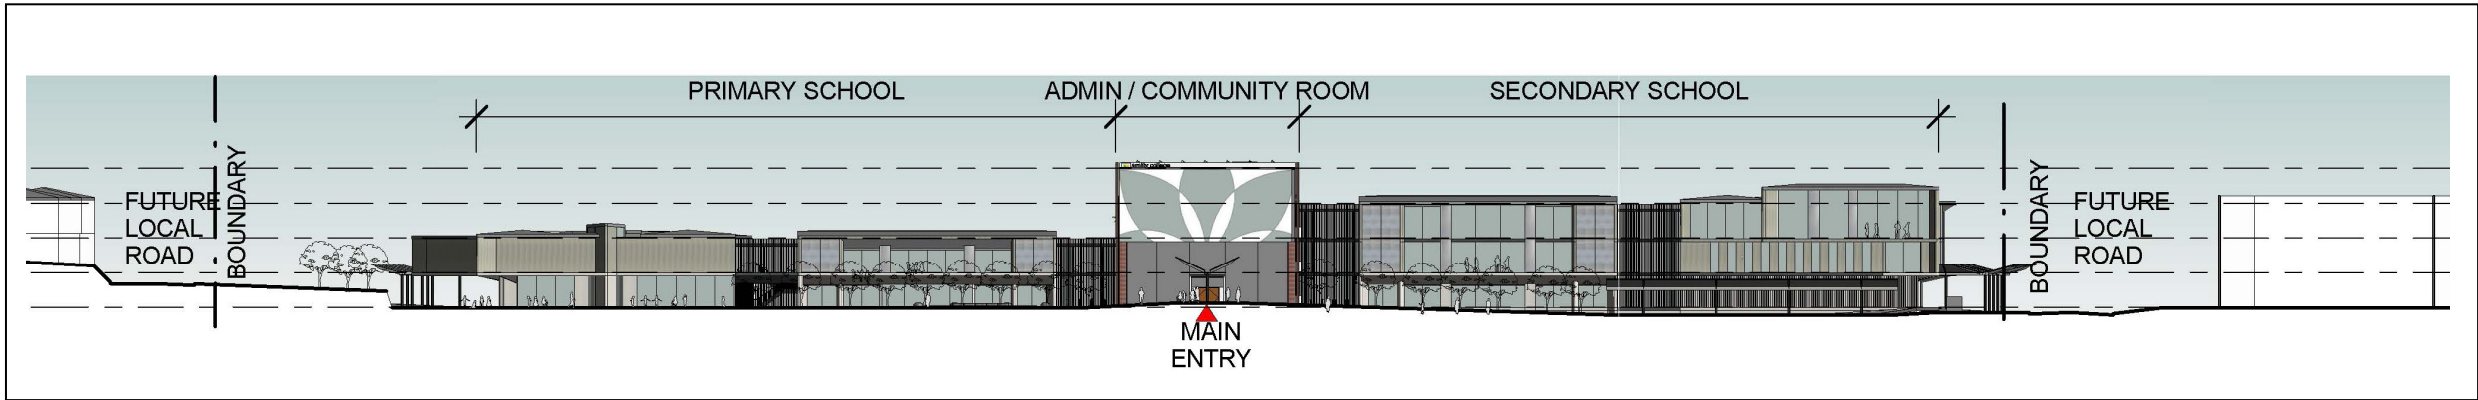 PRIMARY SCHOOL
ADMIN / COMMUNITY ROOM
SECONDARY SCHOOL
FUTURE
LOCAL
ROAD
BOUNDARY
BOUNDARY
FUTURE
LOCAL
ROAD
MAIN
ENTRY